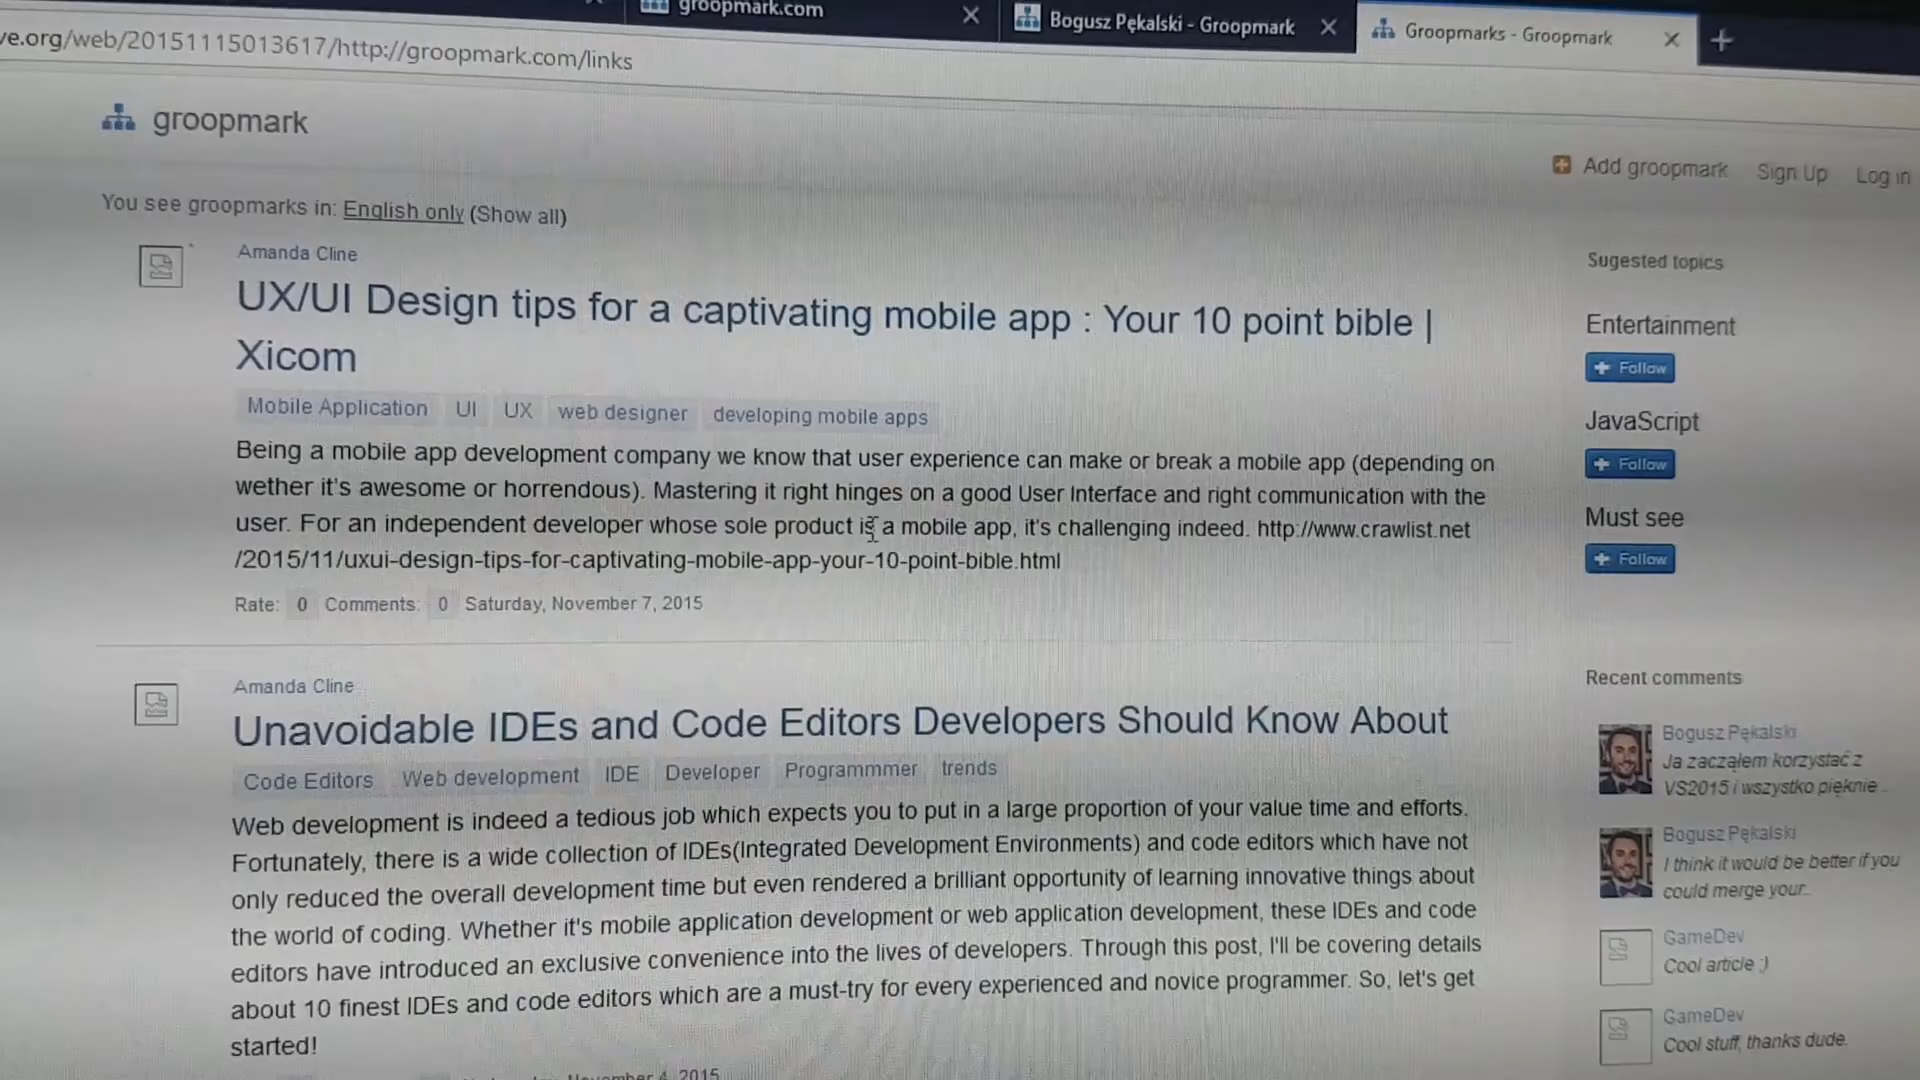 groopmark.com
Bogusz Pękalski - Groopmark
Groopmarks - Groopmark
ve.org/web/20151115013617/http://groopmark.com/links
groopmark
Add groopmark Sign Up Log in
You see groopmarks in: English only (Show all)
Amanda Cline
UX/UI Design tips for a captivating mobile app : Your 10 point bible |
Xicom
Mobile Application UI UX web designer developing mobile apps
Being a mobile app development company we know that user experience can make or break a mobile app (depending on
wether it's awesome or horrendous). Mastering it right hinges on a good User Interface and right communication with the
user. For an independent developer whose sole product is a mobile app, it's challenging indeed. http://www.crawlist.net
/2015/11/uxui-design-tips-for-captivating-mobile-app-your-10-point-bible.html
Rate: 0 Comments: 0 Saturday, November 7, 2015
Amanda Cline
Unavoidable IDEs and Code Editors Developers Should Know About
Code Editors Web development IDE Developer Programmmer trends
Web development is indeed a tedious job which expects you to put in a large proportion of your value time and efforts.
Fortunately, there is a wide collection of IDEs(Integrated Development Environments) and code editors which have not
only reduced the overall development time but even rendered a brilliant opportunity of learning innovative things about
the world of coding. Whether it's mobile application development or web application development, these IDEs and code
editors have introduced an exclusive convenience into the lives of developers. Through this post, I'll be covering details
about 10 finest IDEs and code editors which are a must-try for every experienced and novice programmer. So, let's get
started!
November 4, 2015
Sugested topics
Entertainment
Follow
JavaScript
Follow
Must see
Follow
Recent comments
Bogusz Pękalski
Ja zacząłem korzystać z
VS2015 i wszystko pięknie...
Bogusz Pękalski
I think it would be better if you
could merge your...
GameDev
Cool article ;)
GameDev
Cool stuff, thanks dude.